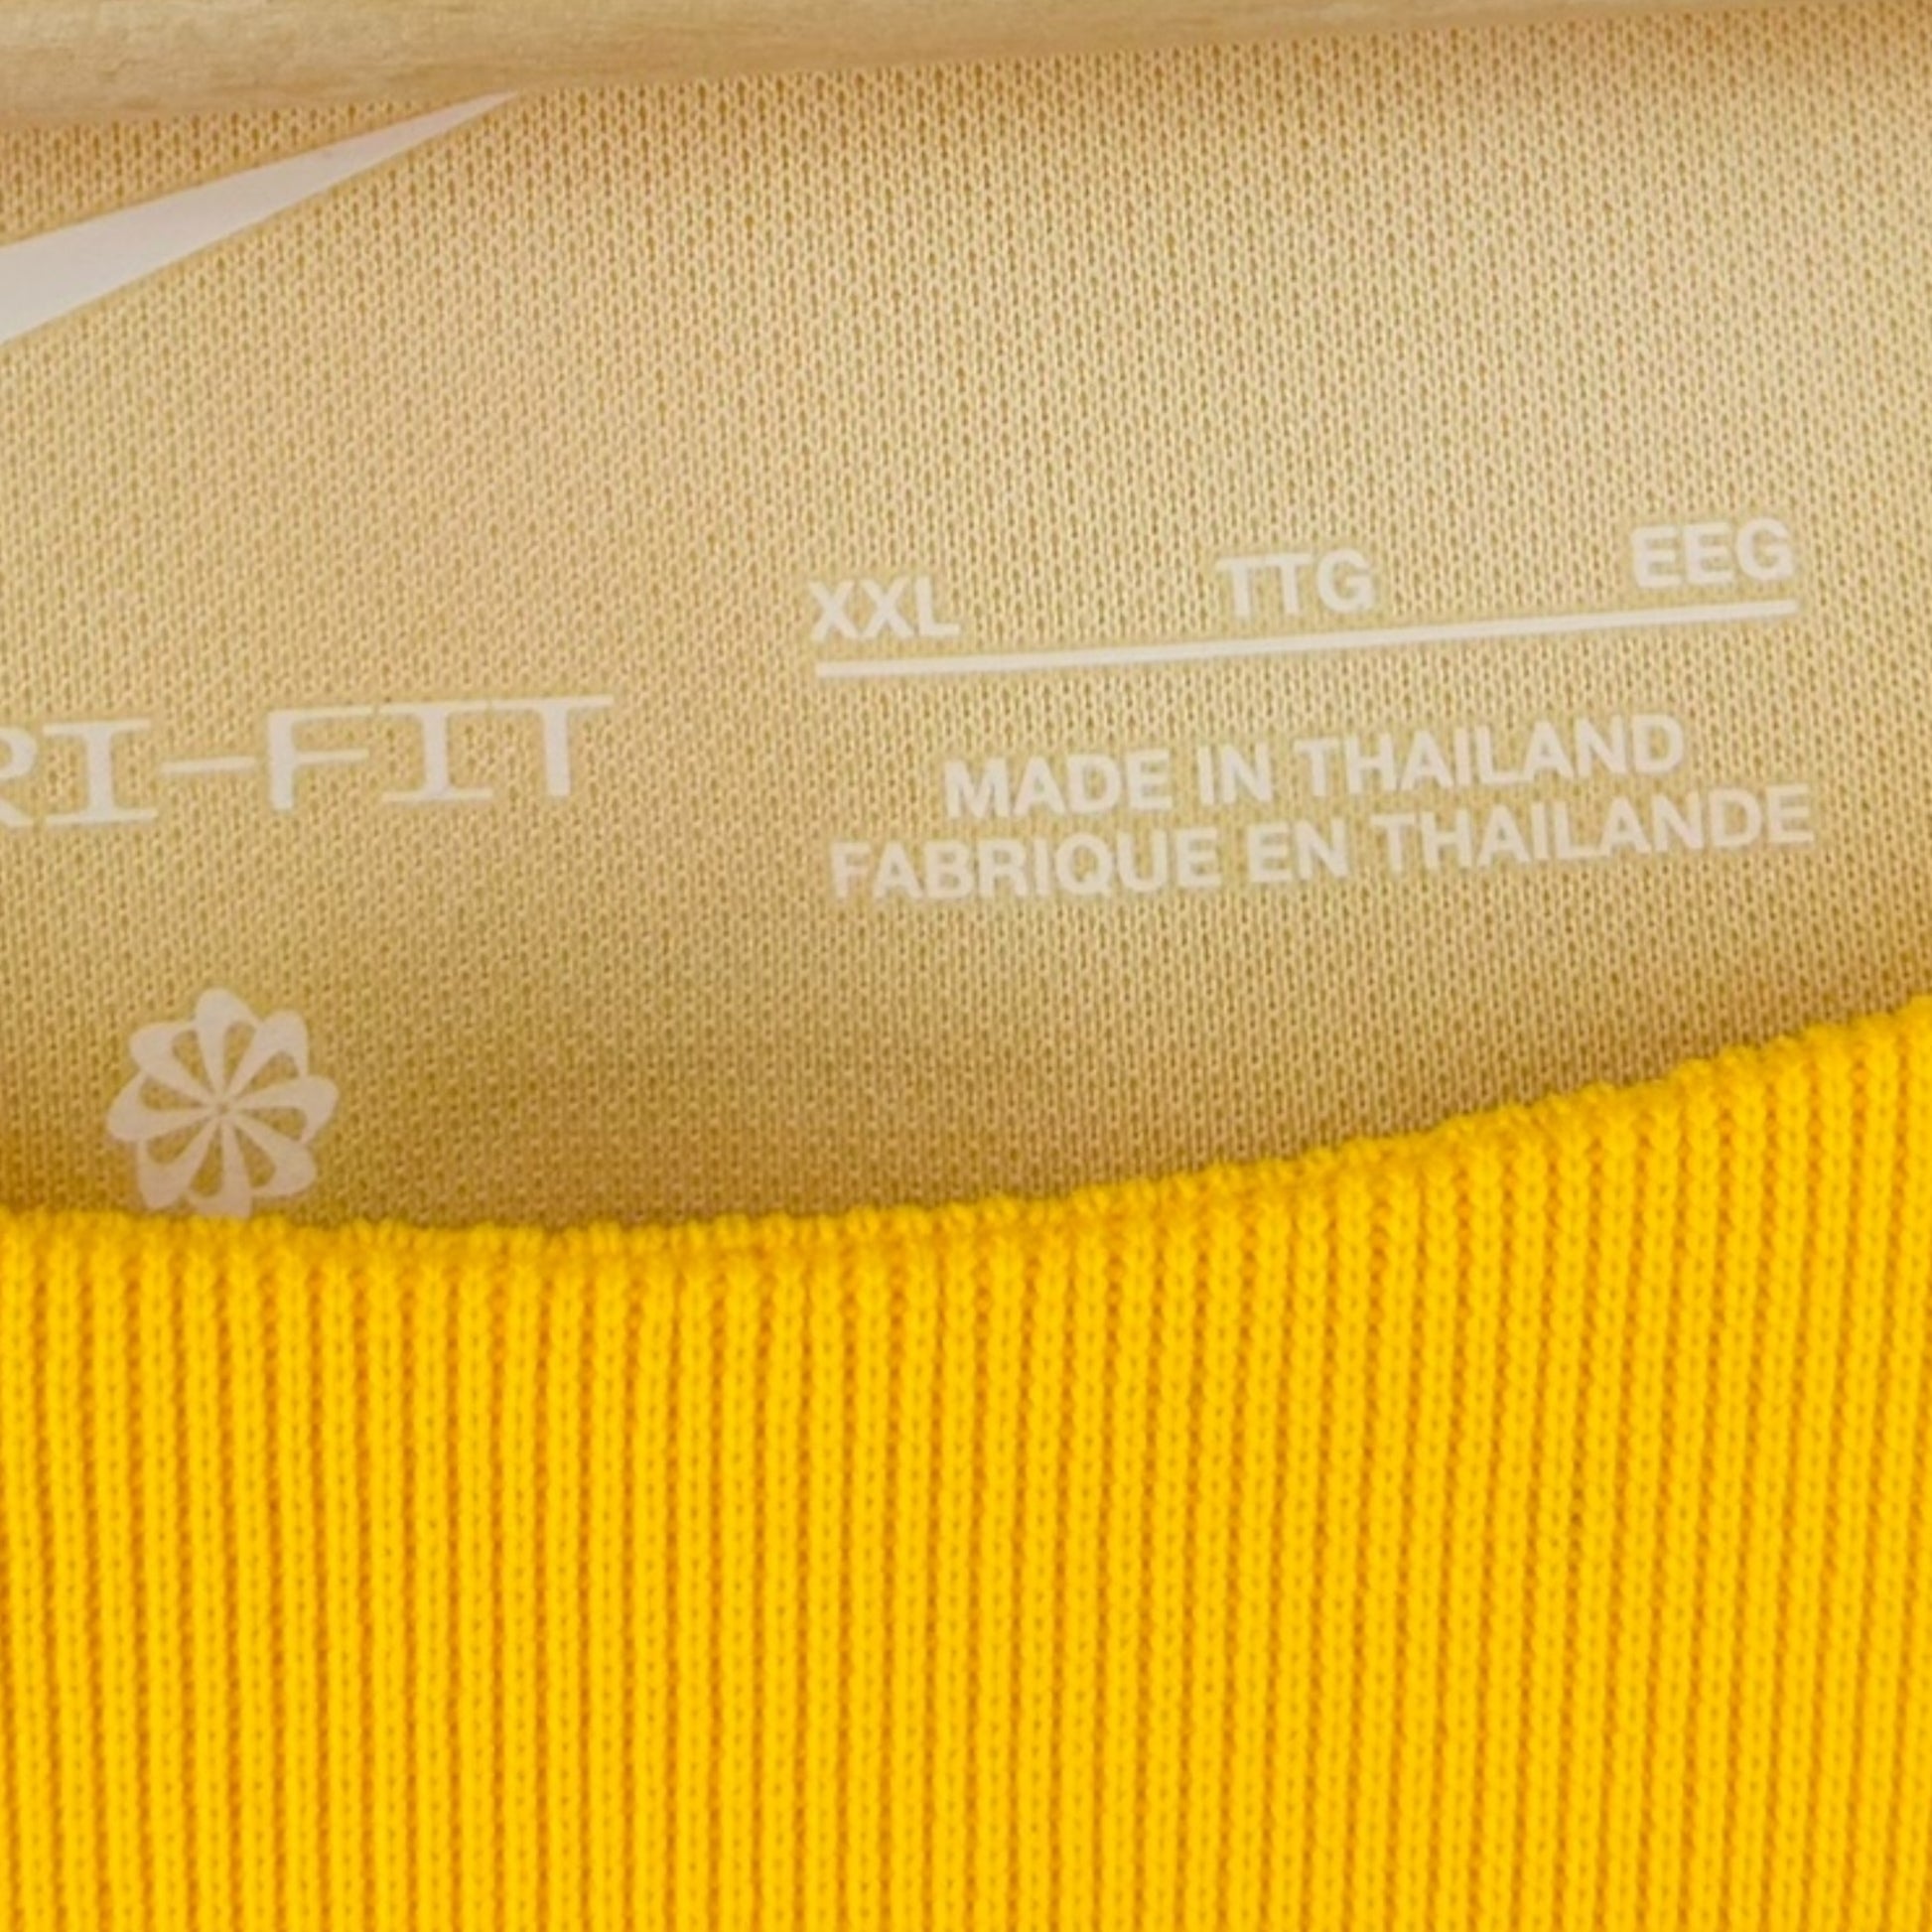 XXL TTG EEG
RI-FIT
MADE IN THAILAND
FABRIQUE EN THAILANDE